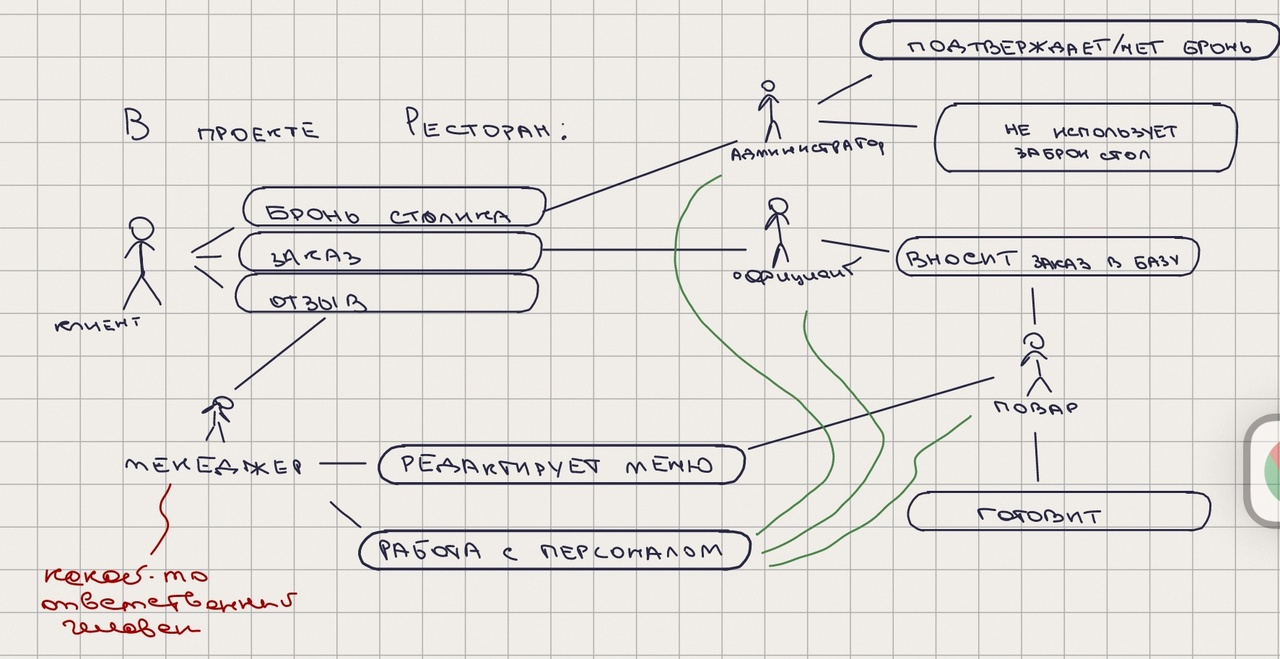 ПОДТВЕРЖДАЕТ/НЕТ БРОНЬ
В ПРОЕКТЕ РЕСТОРАН:
НЕ ИСПОЛЬЗУЕТ
ЗАБРОН СТОЛ
АДМИНИСТРАТОР
БРОНЬ СТОЛИКА
ЗАКАЗ
ОТЗЫВ
КЛИЕНТ
ОФИЦИАНТ
ВНОСИТ ЗАКАЗ В БАЗУ
ПОВАР
МЕНЕДЖЕР
РЕДАКТИРУЕТ МЕНЮ
ГОТОВИТ
РАБОТА С ПЕРСОНАЛОМ
какой-то
ответственный
человек